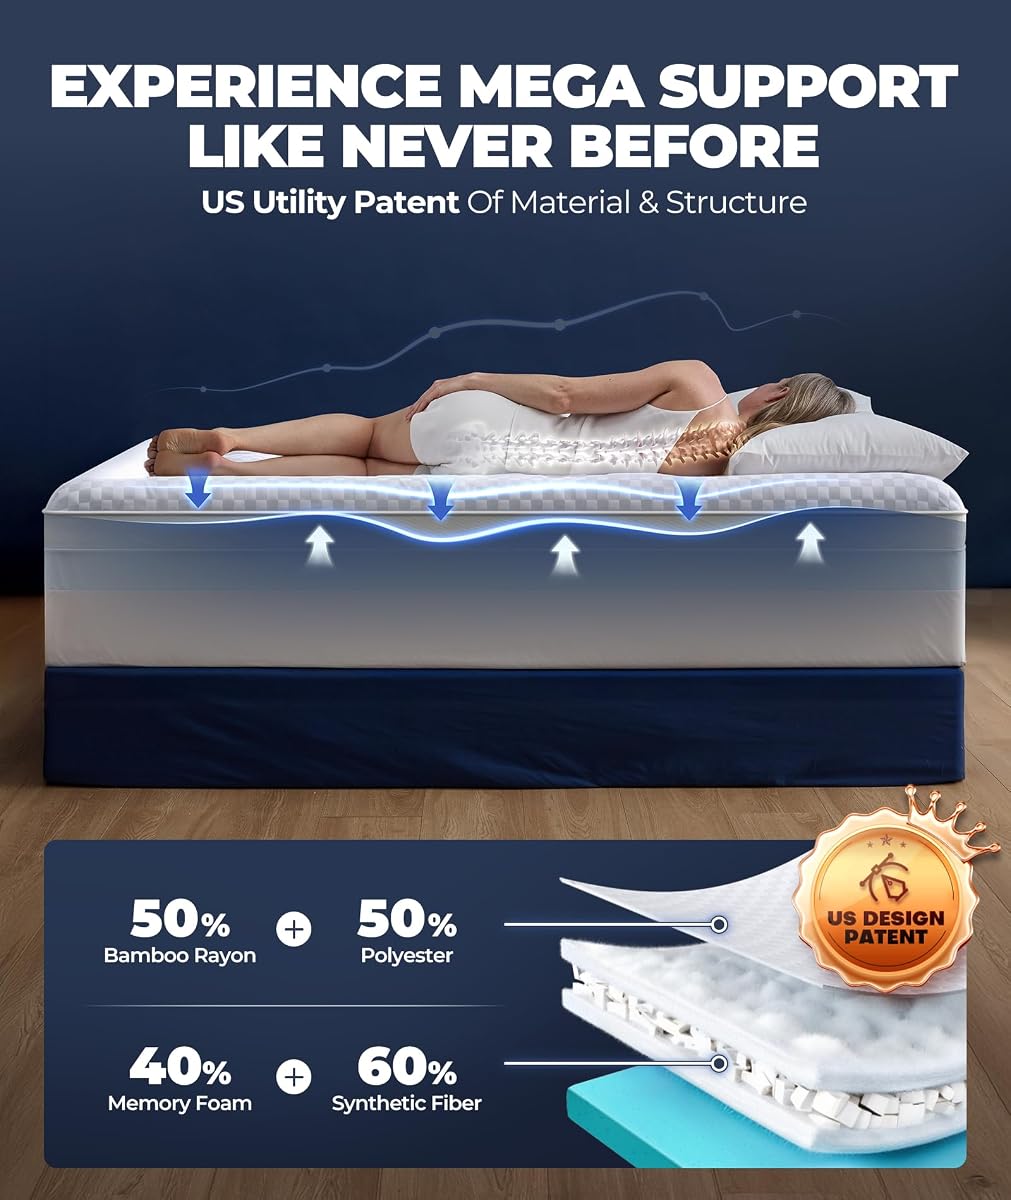 EXPERIENCE MEGA SUPPORT
LIKE NEVER BEFORE
US Utility Patent Of Material & Structure
50% + 50%
Bamboo Rayon Polyester
US DESIGN
PATENT
40% + 60%
Memory Foam Synthetic Fiber